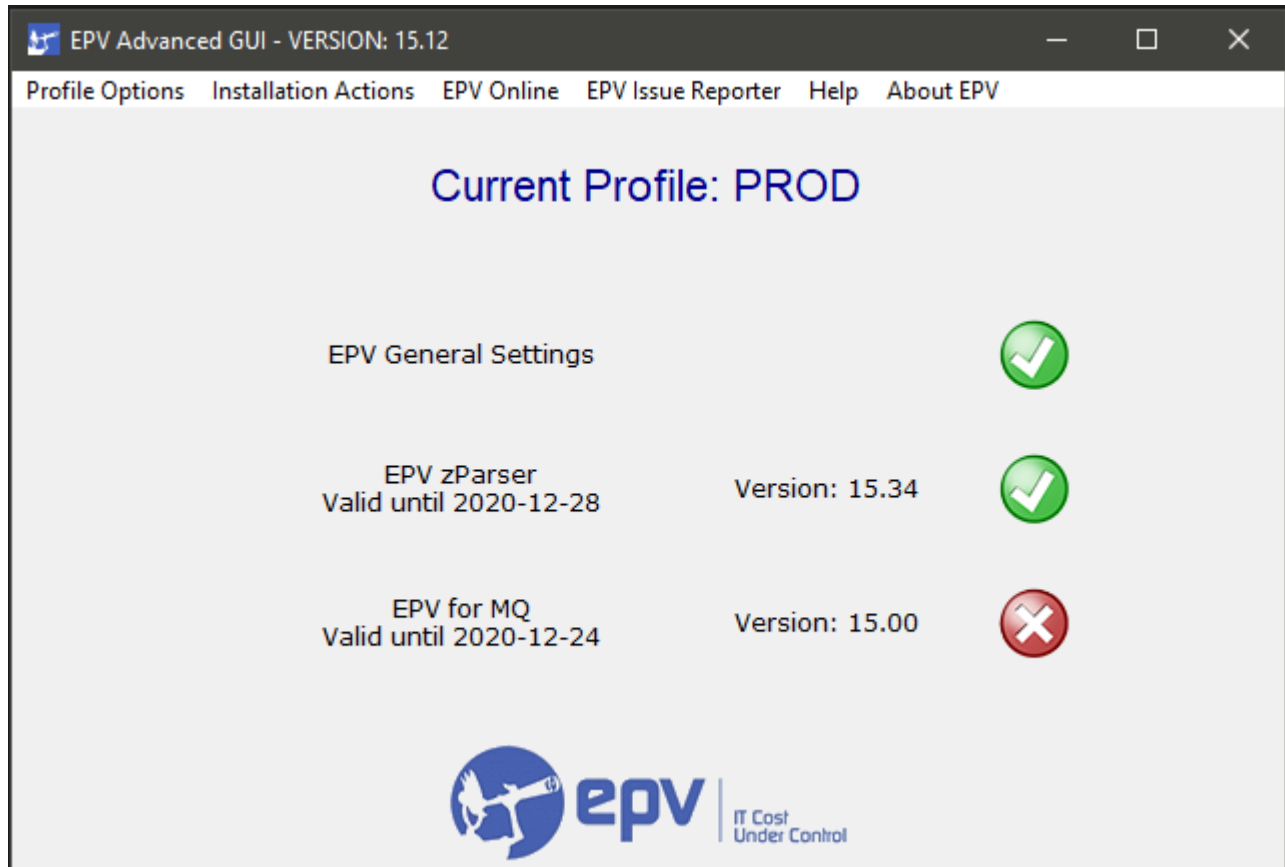 EPV Advanced GUI - VERSION: 15.12
Profile Options Installation Actions EPV Online EPV Issue Reporter Help About EPV
Current Profile: PROD
EPV General Settings
EPV zParser
Valid until 2020-12-28
Version: 15.34
EPV for MQ
Valid until 2020-12-24
Version: 15.00
epv
IT Cost
Under Control